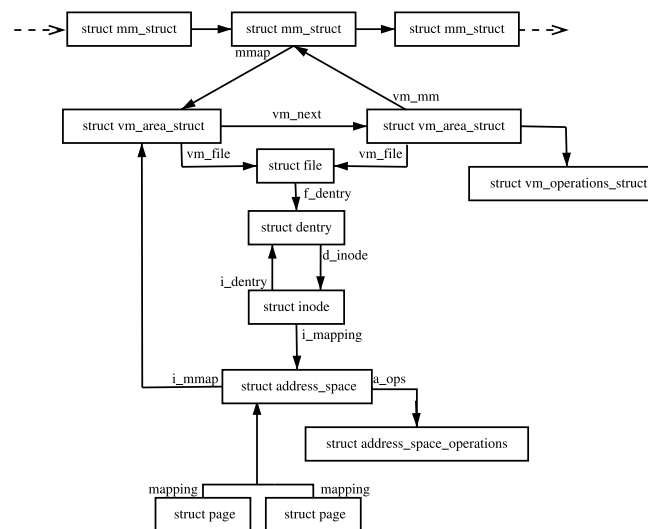 struct mm_struct
struct mm_struct
struct mm_struct
mmap
vm_mm
struct vm_area_struct
vm_next
struct vm_area_struct
vm_file
vm_file
struct file
struct vm_operations_struct
f_dentry
struct dentry
d_inode
i_dentry
struct inode
i_mapping
i_mmap
struct address_space
a_ops
struct address_space_operations
mapping
mapping
struct page
struct page